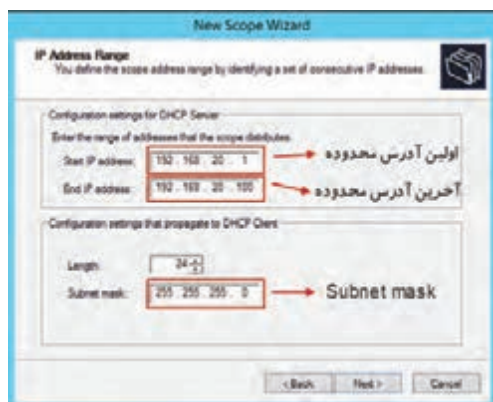 New Scope Wizard
IP Address Range
You define the scope address range by identifying a set of consecutive IP addresses.
Configuration settings for DHCP Server
Enter the range of addresses that the scope distributes.
Start IP address: 192 . 168 . 20 . 1 اولین آدرس محدوده
End IP address: 192 . 168 . 20 . 100 آخرین آدرس محدوده
Configuration settings that propagate to DHCP Client
Length: 24
Subnet mask: 255 . 255 . 255 . 0 Subnet mask
< Back Next > Cancel